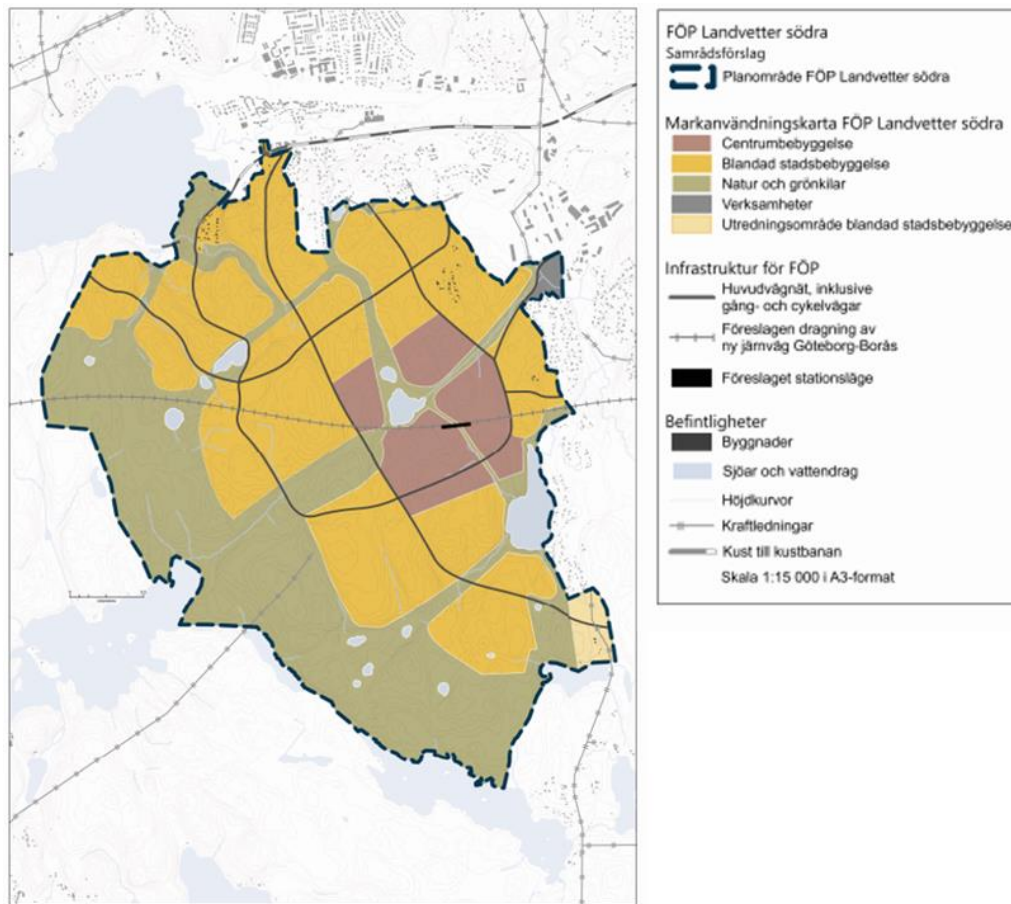 FÖP Landvetter södra
Samrådsförslag
Planområde FÖP Landvetter södra
Markanvändningskarta FÖP Landvetter södra
Centrumbebyggelse
Blandad stadsbebyggelse
Natur och grönkilar
Verksamheter
Utredningsområde blandad stadsbebyggelse
Infrastruktur för FÖP
Huvudvägnät, inklusive
gång- och cykelvägar
Föreslagen dragning av
ny järnväg Göteborg-Borås
Föreslaget stationsläge
Befintligheter
Byggnader
Sjöar och vattendrag
Höjdkurvor
Kraftledningar
Kust till kustbanan
Skala 1:15 000 i A3-format